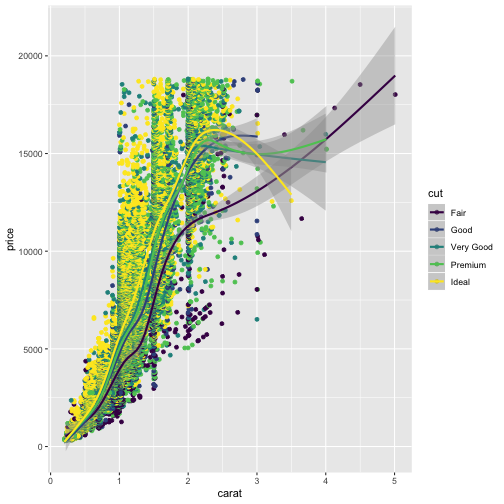 20000
15000
10000
5000
0
price
0
1
2
3
4
5
carat
cut
Fair
Good
Very Good
Premium
Ideal